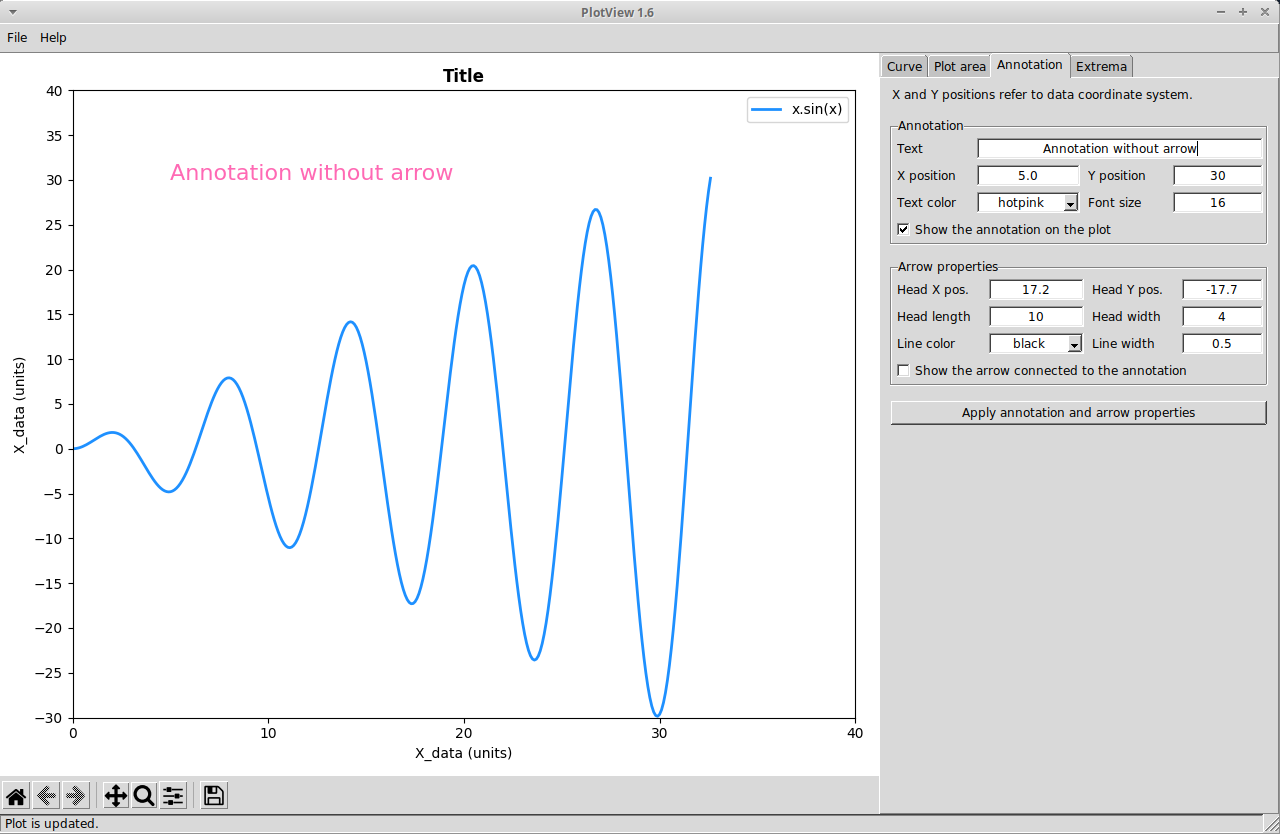 PlotView 1.6
File Help
Title
40
35
30
25
20
15
10
5
0
−5
−10
−15
−20
−25
−30
X_data (units)
x.sin(x)
Annotation without arrow
0 10 20 30 40
X_data (units)
Curve Plot area Annotation Extrema
X and Y positions refer to data coordinate system.
Annotation
Text Annotation without arrow
X position 5.0 Y position 30
Text color hotpink Font size 16
Show the annotation on the plot
Arrow properties
Head X pos. 17.2 Head Y pos. -17.7
Head length 10 Head width 4
Line color black Line width 0.5
Show the arrow connected to the annotation
Apply annotation and arrow properties
Plot is updated.